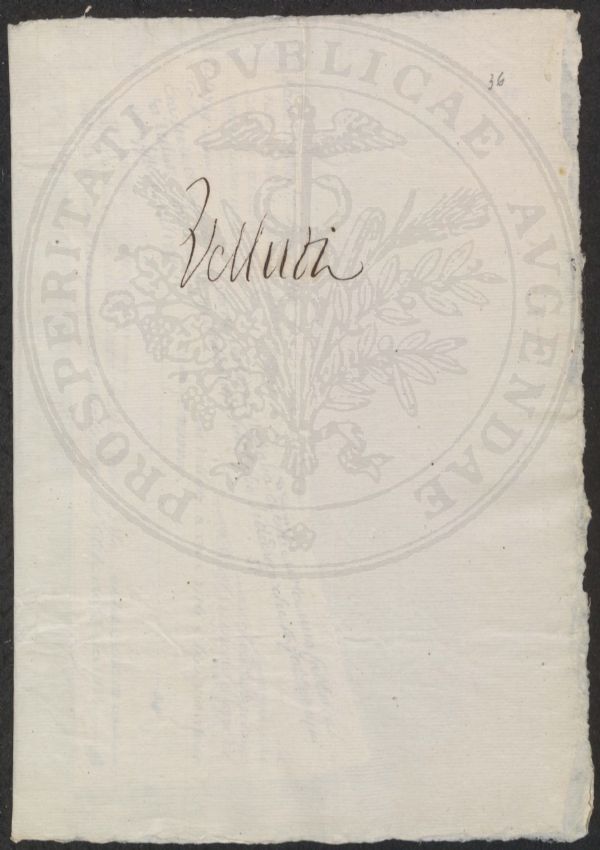 36
Velluti
PROSPERITATI PVBLICAE AVGENDAE